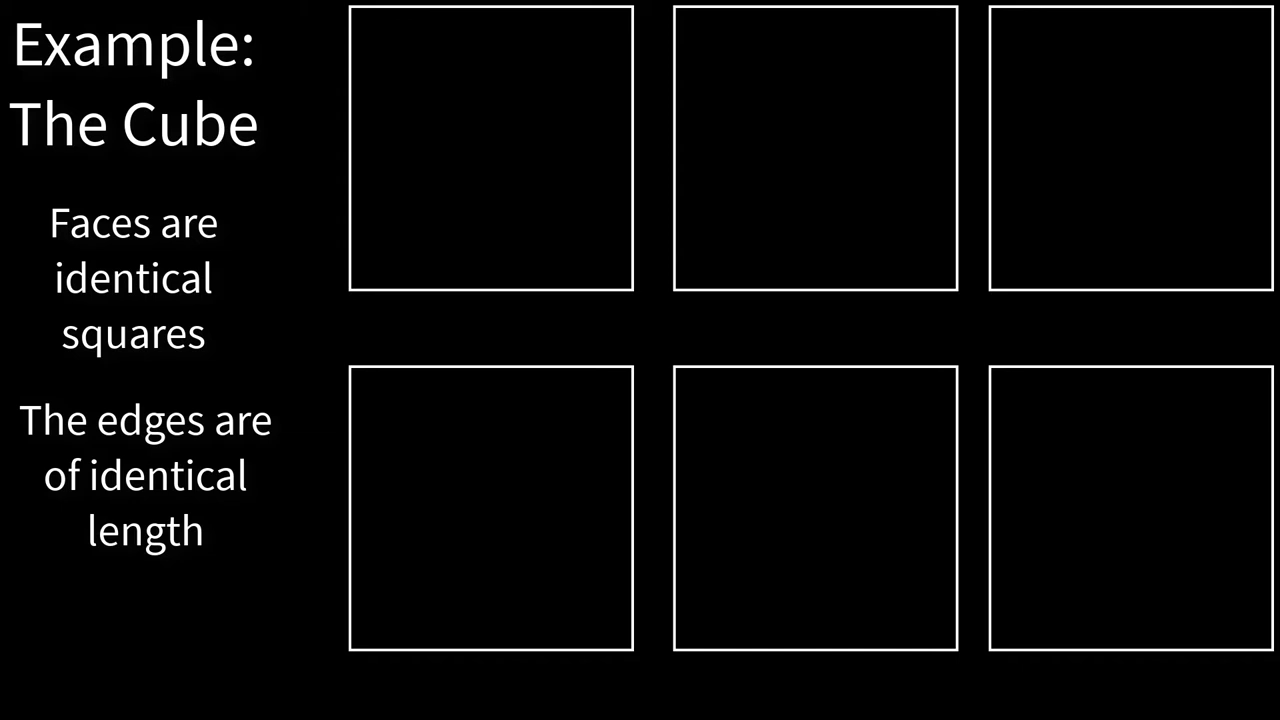 Example:
The Cube
Faces are
identical
squares
The edges are
of identical
length